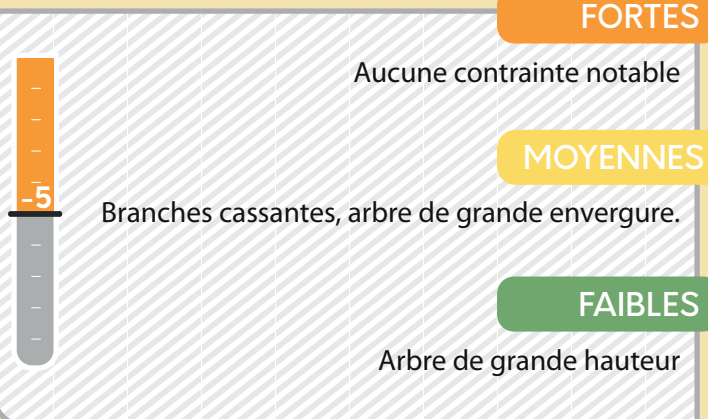 FORTES
Aucune contrainte notable
MOYENNES
-5
Branches cassantes, arbre de grande envergure.
FAIBLES
Arbre de grande hauteur